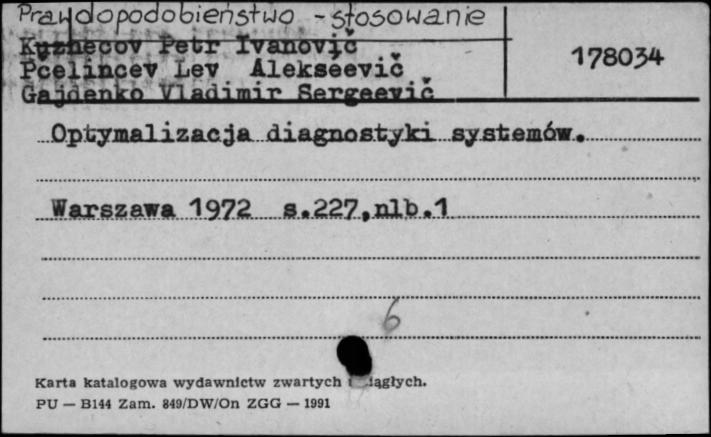 Prawdopodobieństwo - stosowanie
Kuznecov Petr Ivanovič
178034
Pčelincev Lev Alekseevič
Gajdenko Vladimir Sergeevič
Optymalizacja diagnostyki systemów.
Warszawa 1972 s.227,nlb.1
6
Karta katalogowa wydawnictw zwartych i ciągłych.
PU — B144 Zam. 849/DW/On ZGG — 1991